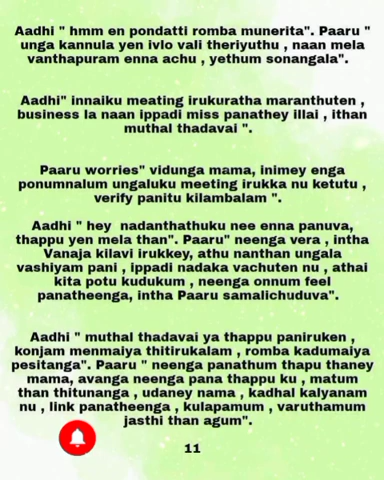 Aadhi " hmm en pondatti romba munerita". Paaru "
unga kannula yen ivlo vali theriyuthu , naan mela
vanthapuram enna achu , yethum sonangala".
Aadhi" innaiku meating irukuratha maranthuten ,
business la naan ippadi miss panathey illai , ithan
muthal thadavai ".
Paaru worries" vidunga mama, inimey enga
ponumnalum ungaluku meeting irukka nu ketutu ,
verify panitu kilambalam ".
Aadhi " hey  nadanthathuku nee enna panuva,
thappu yen mela than". Paaru" neenga vera , intha
Vanaja kilavi irukkey, athu nanthan ungala
vashiyam pani , ippadi nadaka vachuten nu , athai
kita potu kudukum , neenga onnum feel
panatheenga, intha Paaru samalichuduva".
Aadhi " muthal thadavai ya thappu paniruken ,
konjam menmaiya thitirukalam , romba kadumaiya
pesitanga". Paaru " neenga panathum thapu thaney
mama, avanga neenga pana thappu ku , matum
than thitunanga , udaney nama , kadhal kalyanam
nu , link panatheenga , kulapamum , varuthamum
jasthi than agum".
11